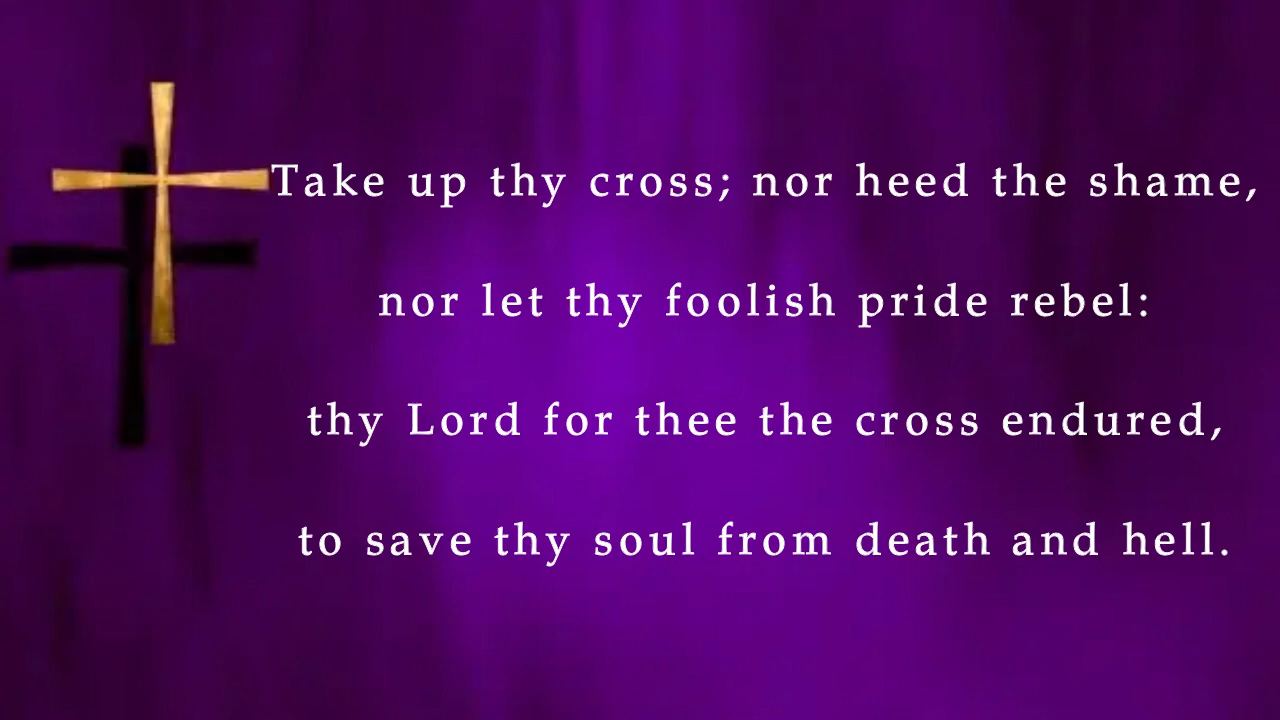 Take up thy cross; nor heed the shame,
nor let thy foolish pride rebel:
thy Lord for thee the cross endured,
to save thy soul from death and hell.